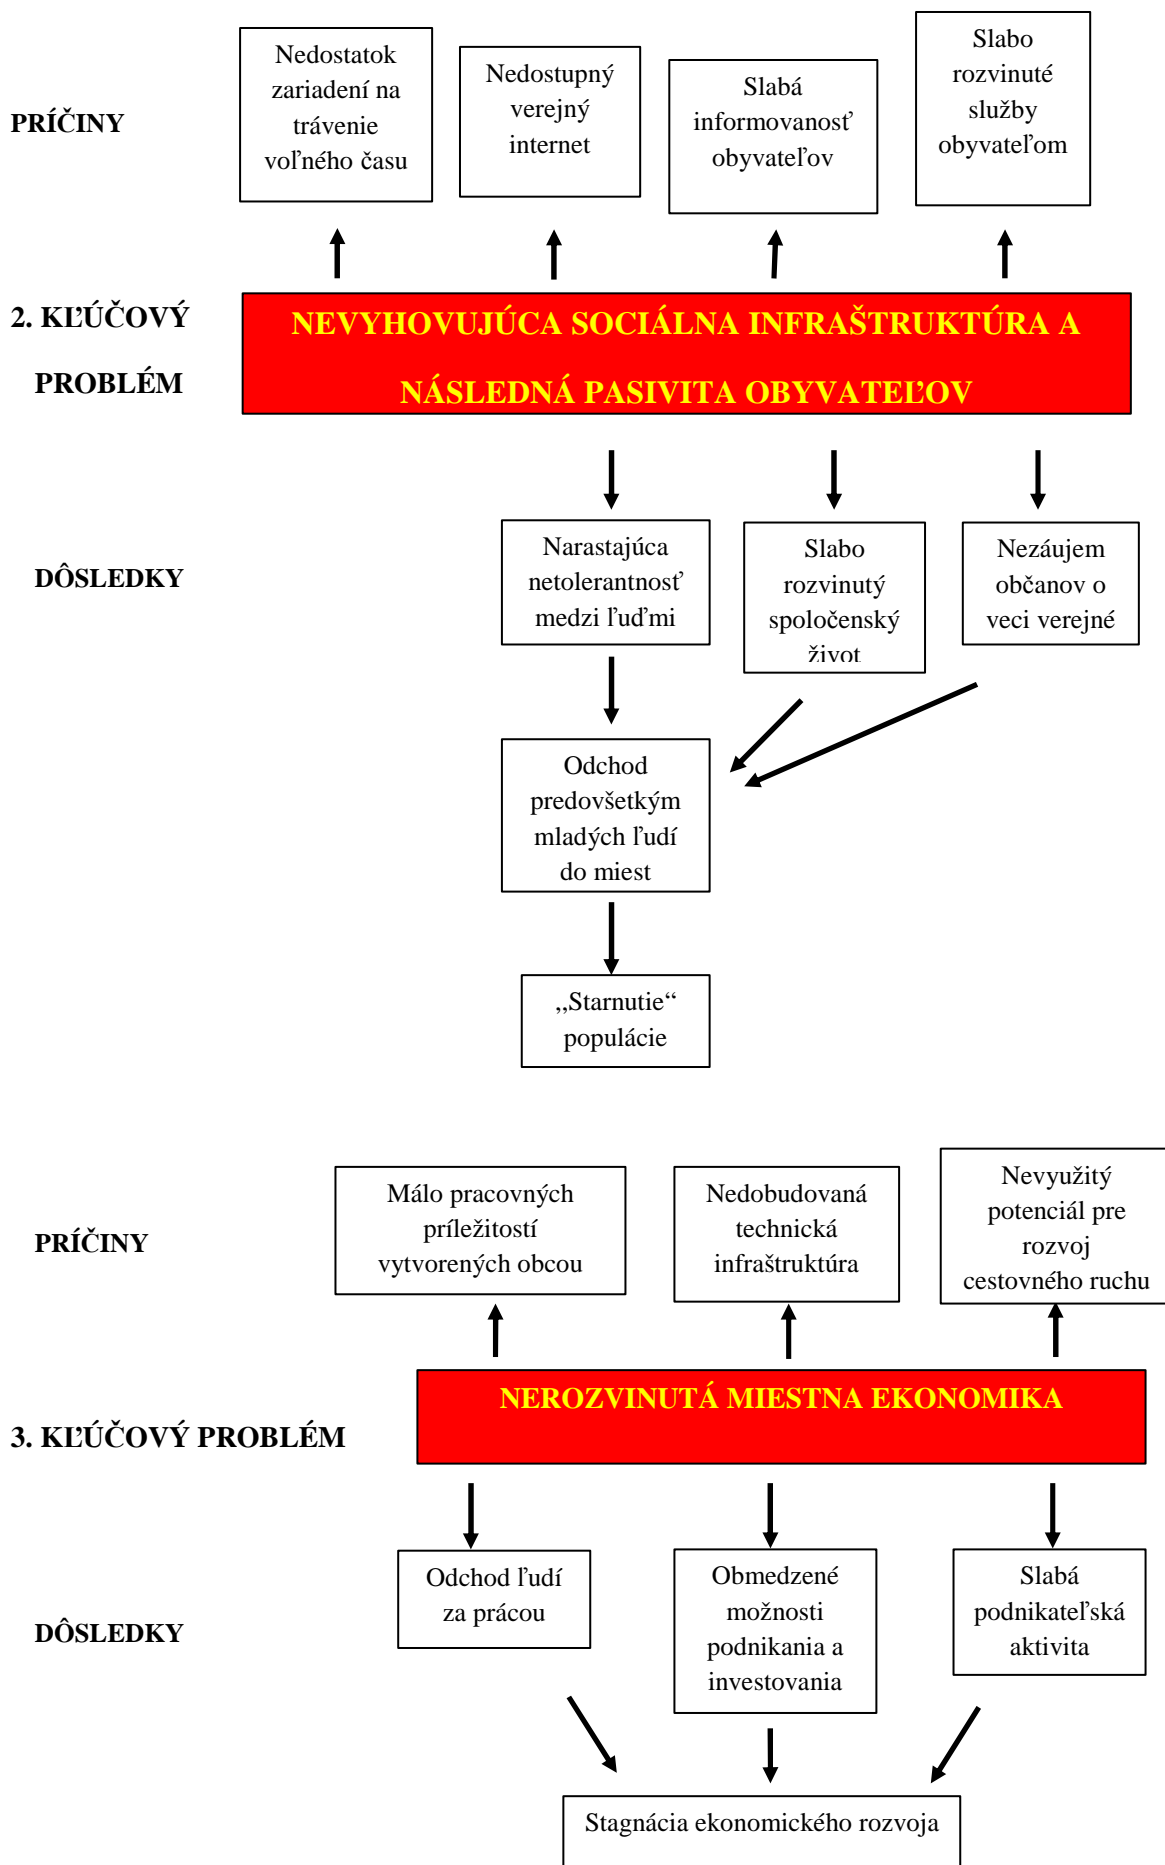 PRÍČINY
Nedostatok
zariadení na
trávenie
voľného času
Nedostupný
verejný
internet
Slabá
informovanosť
obyvateľov
Slabo
rozvinuté
služby
obyvateľom
2. KĽÚČOVÝ
PROBLÉM
NEVYHOVUJÚCA SOCIÁLNA INFRAŠTRUKTÚRA A
NÁSLEDNÁ PASIVITA OBYVATEĽOV
DÔSLEDKY
Narastajúca
netolerantnosť
medzi ľuďmi
Slabo
rozvinutý
spoločenský
život
Nezáujem
občanov o
veci verejné
Odchod
predovšetkým
mladých ľudí
do miest
„Starnutie“
populácie
PRÍČINY
Málo pracovných
príležitostí
vytvorených obcou
Nedobudovaná
technická
infraštruktúra
Nevyužitý
potenciál pre
rozvoj
cestovného ruchu
3. KĽÚČOVÝ PROBLÉM
NEROZVINUTÁ MIESTNA EKONOMIKA
DÔSLEDKY
Odchod ľudí
za prácou
Obmedzené
možnosti
podnikania a
investovania
Slabá
podnikateľská
aktivita
Stagnácia ekonomického rozvoja